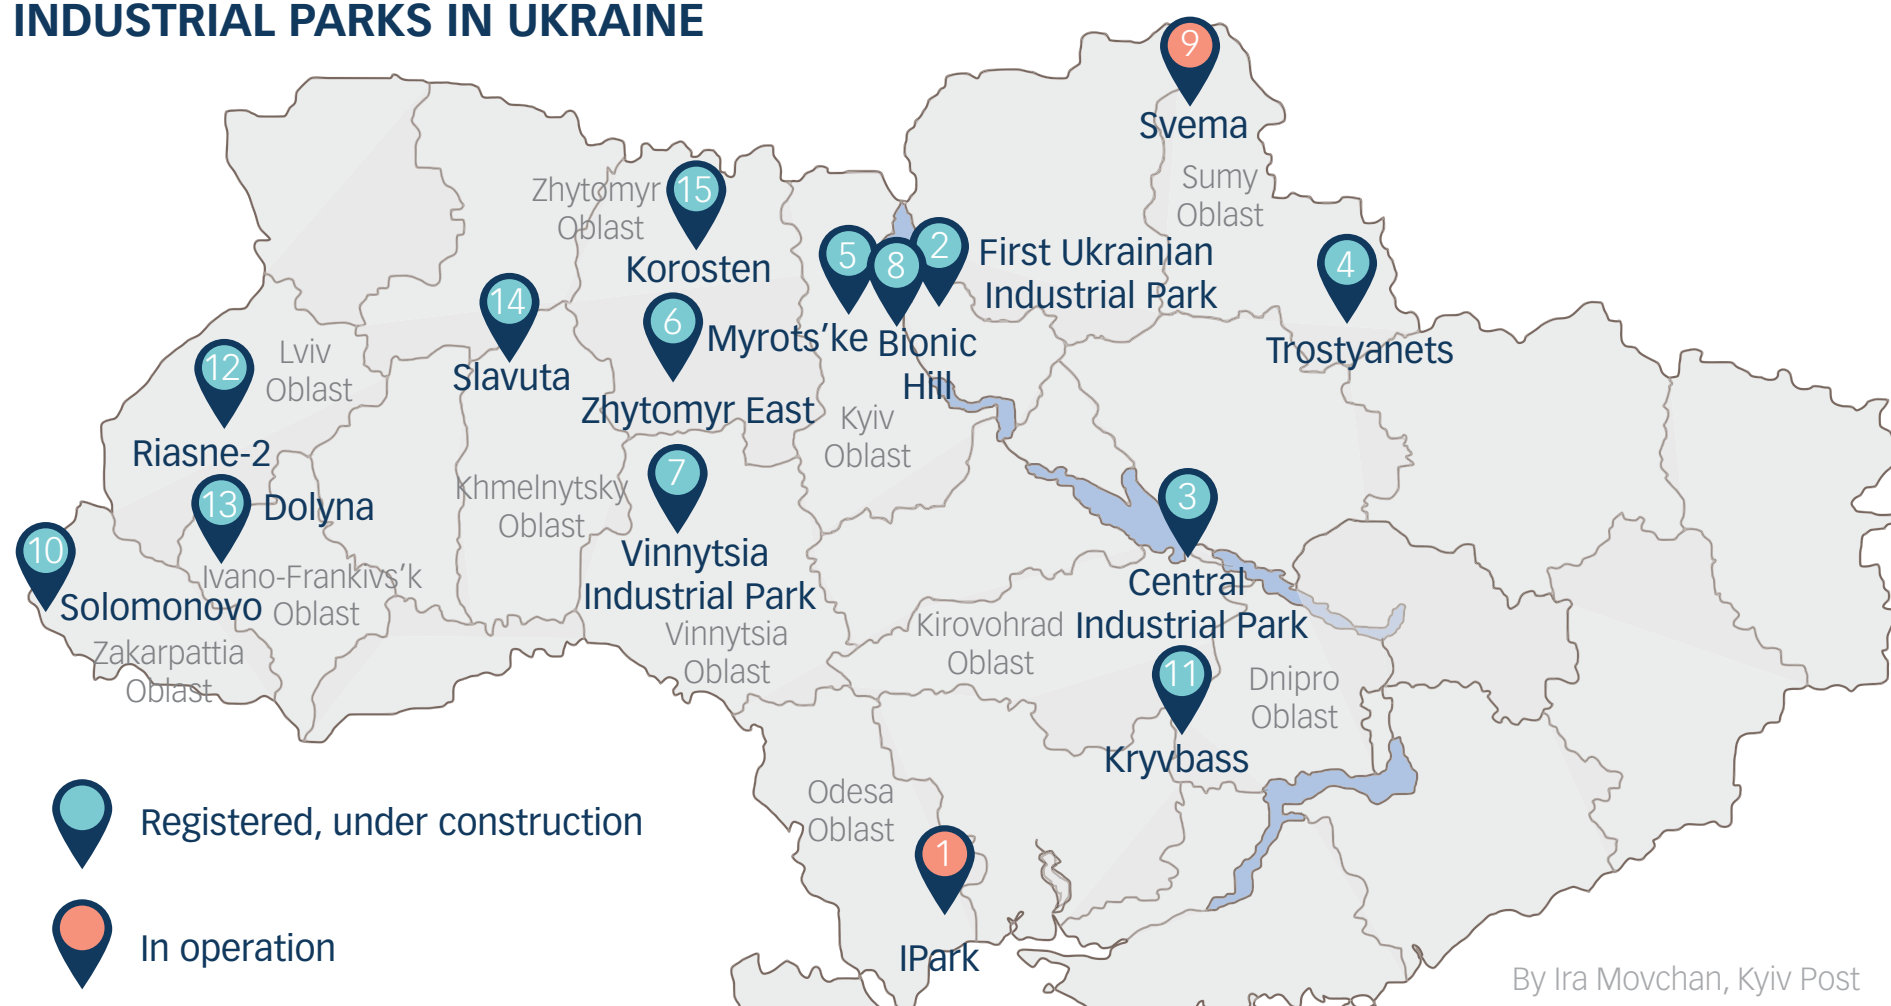 INDUSTRIAL PARKS IN UKRAINE
9
Svema
Sumy
Oblast
Zhytomyr
Oblast
15
Korosten
5
8
2
First Ukrainian
Industrial Park
4
Trostyanets
14
Slavuta
6
Myrots'ke
Bionic
Hill
Zhytomyr East
Kyiv
Oblast
12
Lviv
Oblast
Riasne-2
13
Dolyna
Khmelnytsky
Oblast
7
Vinnytsia
Industrial Park
Vinnytsia
Oblast
3
Central
Industrial Park
10
Solomonovo
Ivano-Frankivs'k
Oblast
Zakarpattia
Oblast
Kirovohrad
Oblast
11
Kryvbass
Dnipro
Oblast
Odesa
Oblast
1
IPark
Registered, under construction
In operation
By Ira Movchan, Kyiv Post